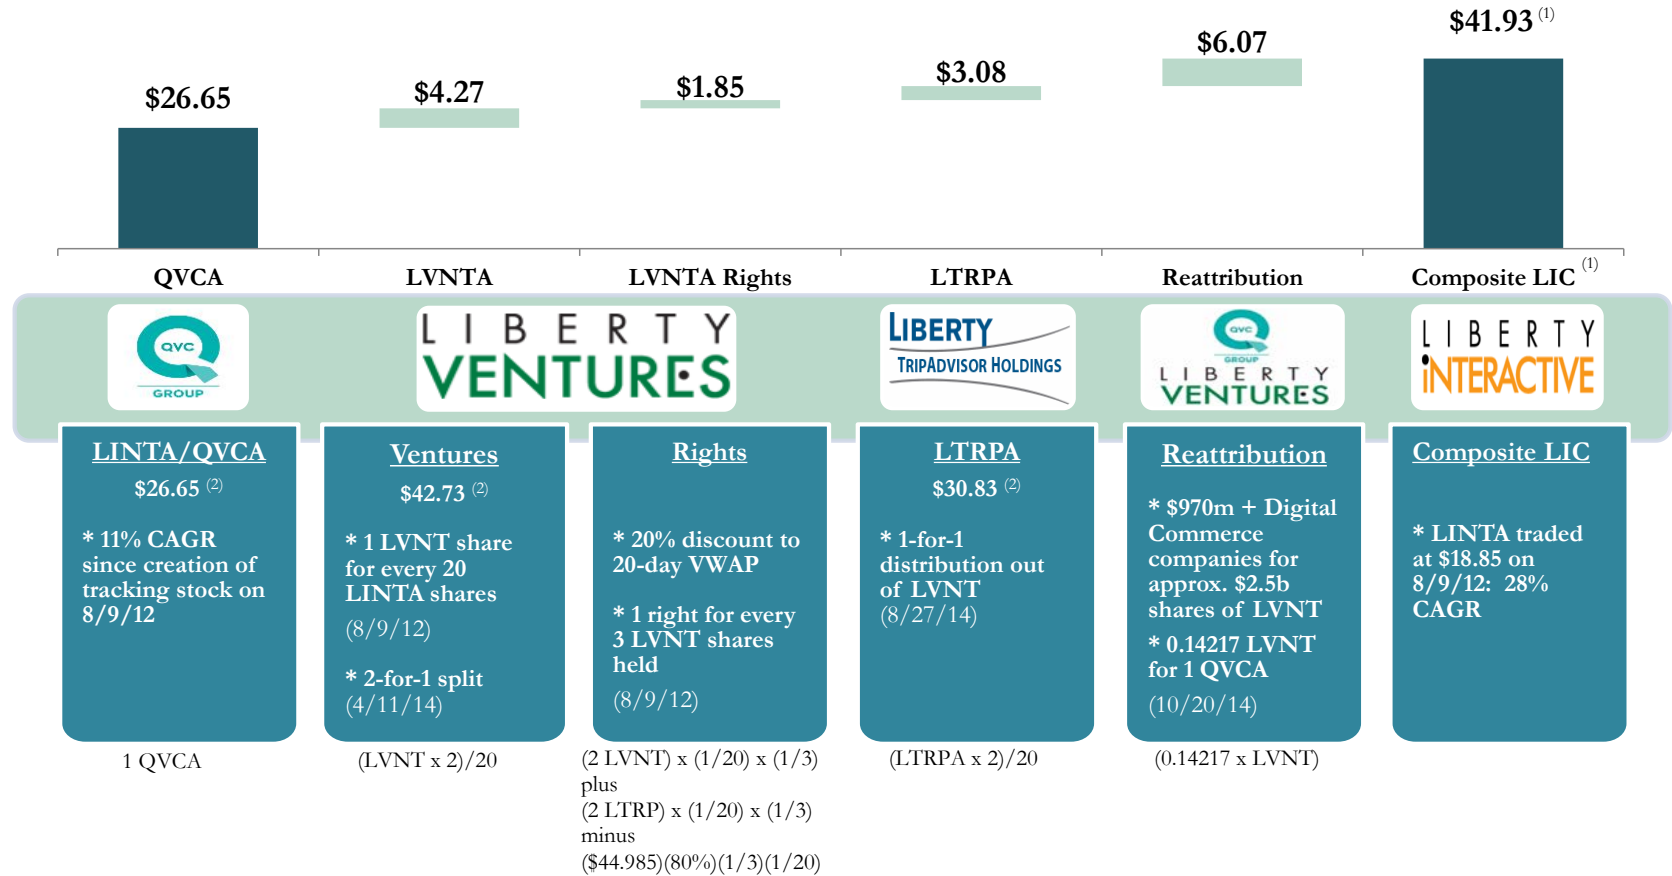 $26.65
$4.27
$1.85
$3.08
$6.07
$41.93 (1)
QVCA
LVNTA
LVNTA Rights
LTRPA
Reattribution
Composite LIC (1)
QVC
GROUP
LIBERTY
VENTURES
LIBERTY
TRIPADVISOR HOLDINGS
QVC
GROUP
LIBERTY
VENTURES
LIBERTY
iNTERACTIVE
LINTA/QVCA
$26.65 (2)
* 11% CAGR
since creation of
tracking stock on
8/9/12
1 QVCA
Ventures
$42.73 (2)
* 1 LVNT share
for every 20
LINTA shares
(8/9/12)
* 2-for-1 split
(4/11/14)
(LVNT x 2)/20
Rights
* 20% discount to
20-day VWAP
* 1 right for every
3 LVNT shares
held
(8/9/12)
(2 LVNT) x (1/20) x (1/3)
plus
(2 LTRP) x (1/20) x (1/3)
minus
($44.985)(80%)(1/3)(1/20)
LTRPA
$30.83 (2)
* 1-for-1
distribution out
of LVNT
(8/27/14)
(LTRPA x 2)/20
Reattribution
* $970m + Digital
Commerce
companies for
approx. $2.5b
shares of LVNT
* 0.14217 LVNT
for 1 QVCA
(10/20/14)
(0.14217 x LVNT)
Composite LIC
* LINTA traded
at $18.85 on
8/9/12: 28%
CAGR